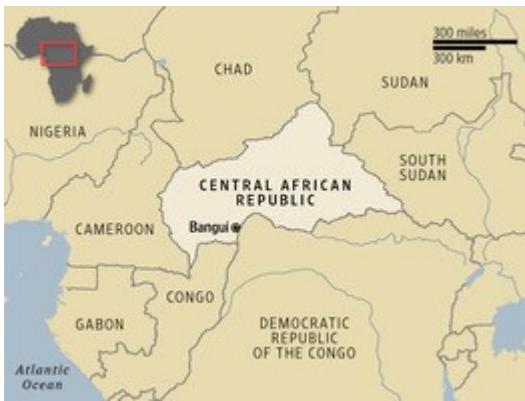 300 miles
300 km
CHAD
SUDAN
NIGERIA
SOUTH
SUDAN
CENTRAL AFRICAN
REPUBLIC
CAMEROON
Bangui
CONGO
GABON
DEMOCRATIC
REPUBLIC
OF THE CONGO
Atlantic
Ocean